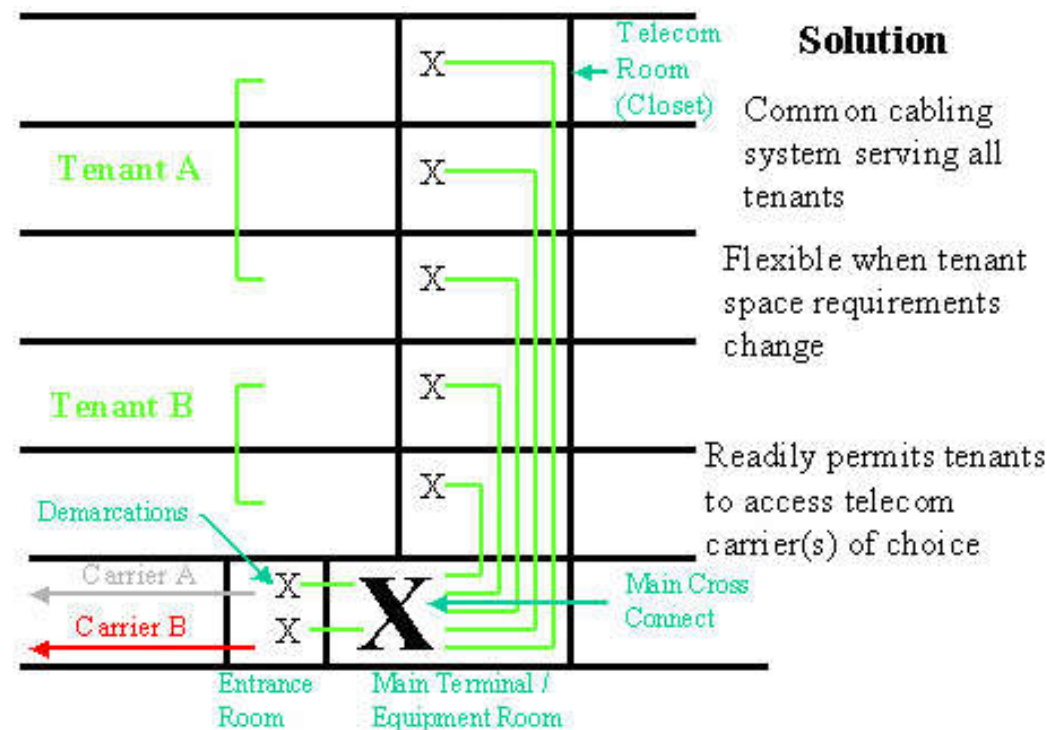 Solution
Telecom
Room
(Closet)
X
Common cabling
system serving all
tenants
Tenant A
X
Flexible when tenant
space requirements
change
X
Tenant B
X
Readily permits tenants
to access telecom
carrier(s) of choice
X
Demarcations
Carrier A
X
X
Main Cross
Connect
Carrier B
X
Entrance
Room
Main Terminal /
Equipment Room